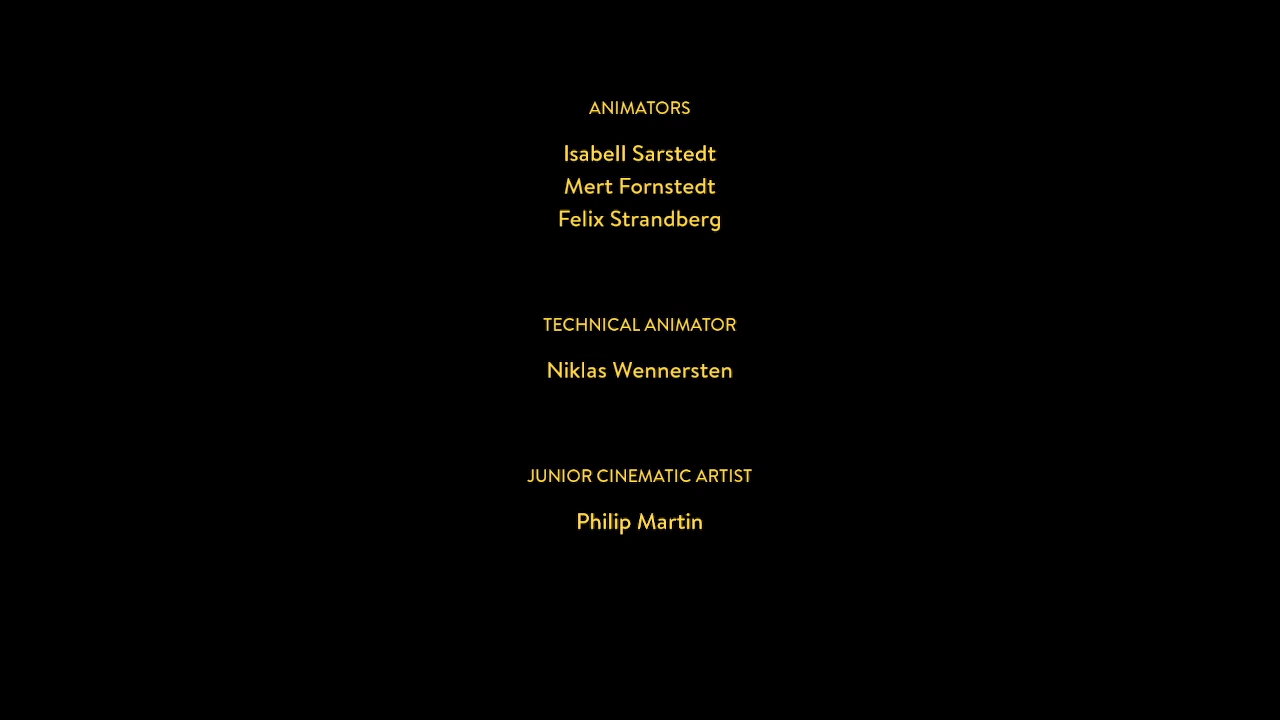 ANIMATORS
Isabell Sarstedt
Mert Fornstedt
Felix Strandberg
TECHNICAL ANIMATOR
Niklas Wennersten
JUNIOR CINEMATIC ARTIST
Philip Martin